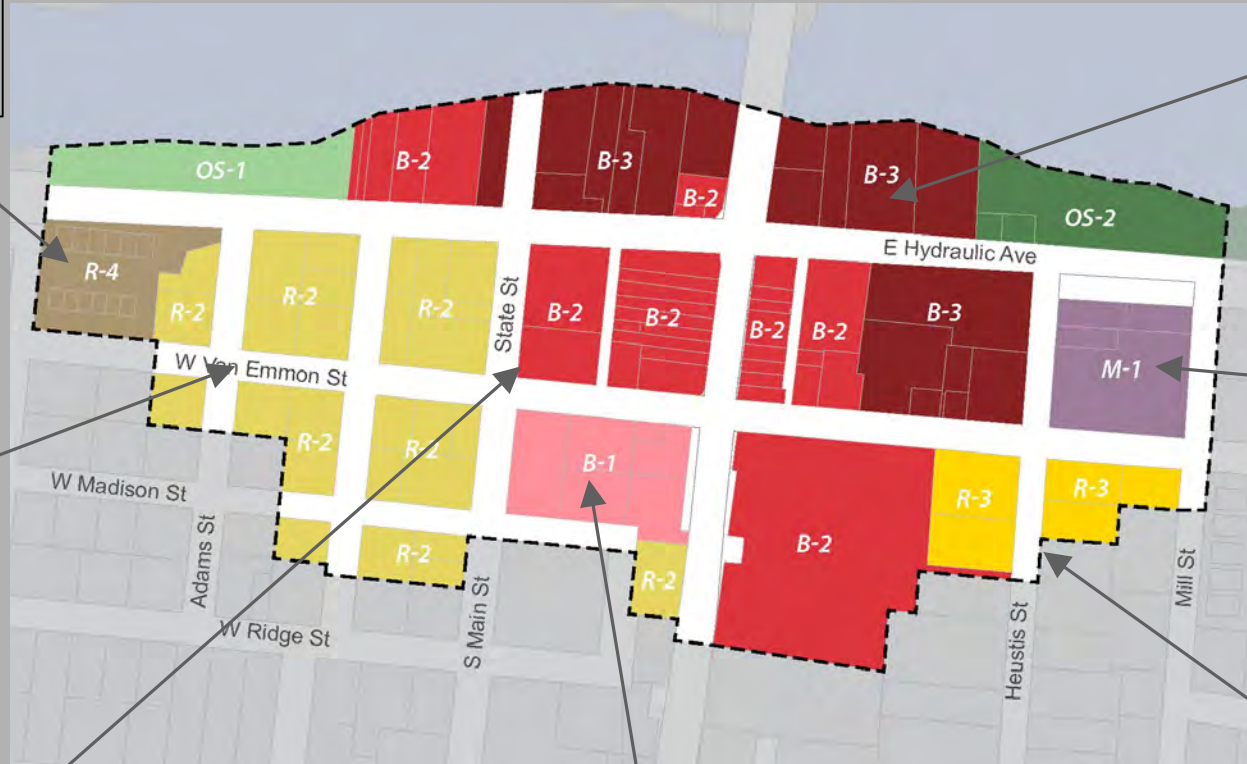 OS-1
B-2
B-3
B-2
B-3
OS-2
E Hydraulic Ave
R-4
R-2
R-2
R-2
State St
B-2
B-2
B-2
B-2
B-3
M-1
W Van Emmon St
R-2
R-2
B-1
B-2
R-3
R-3
W Madison St
Adams St
R-2
S Main St
R-2
W Ridge St
Heustis St
Mill St